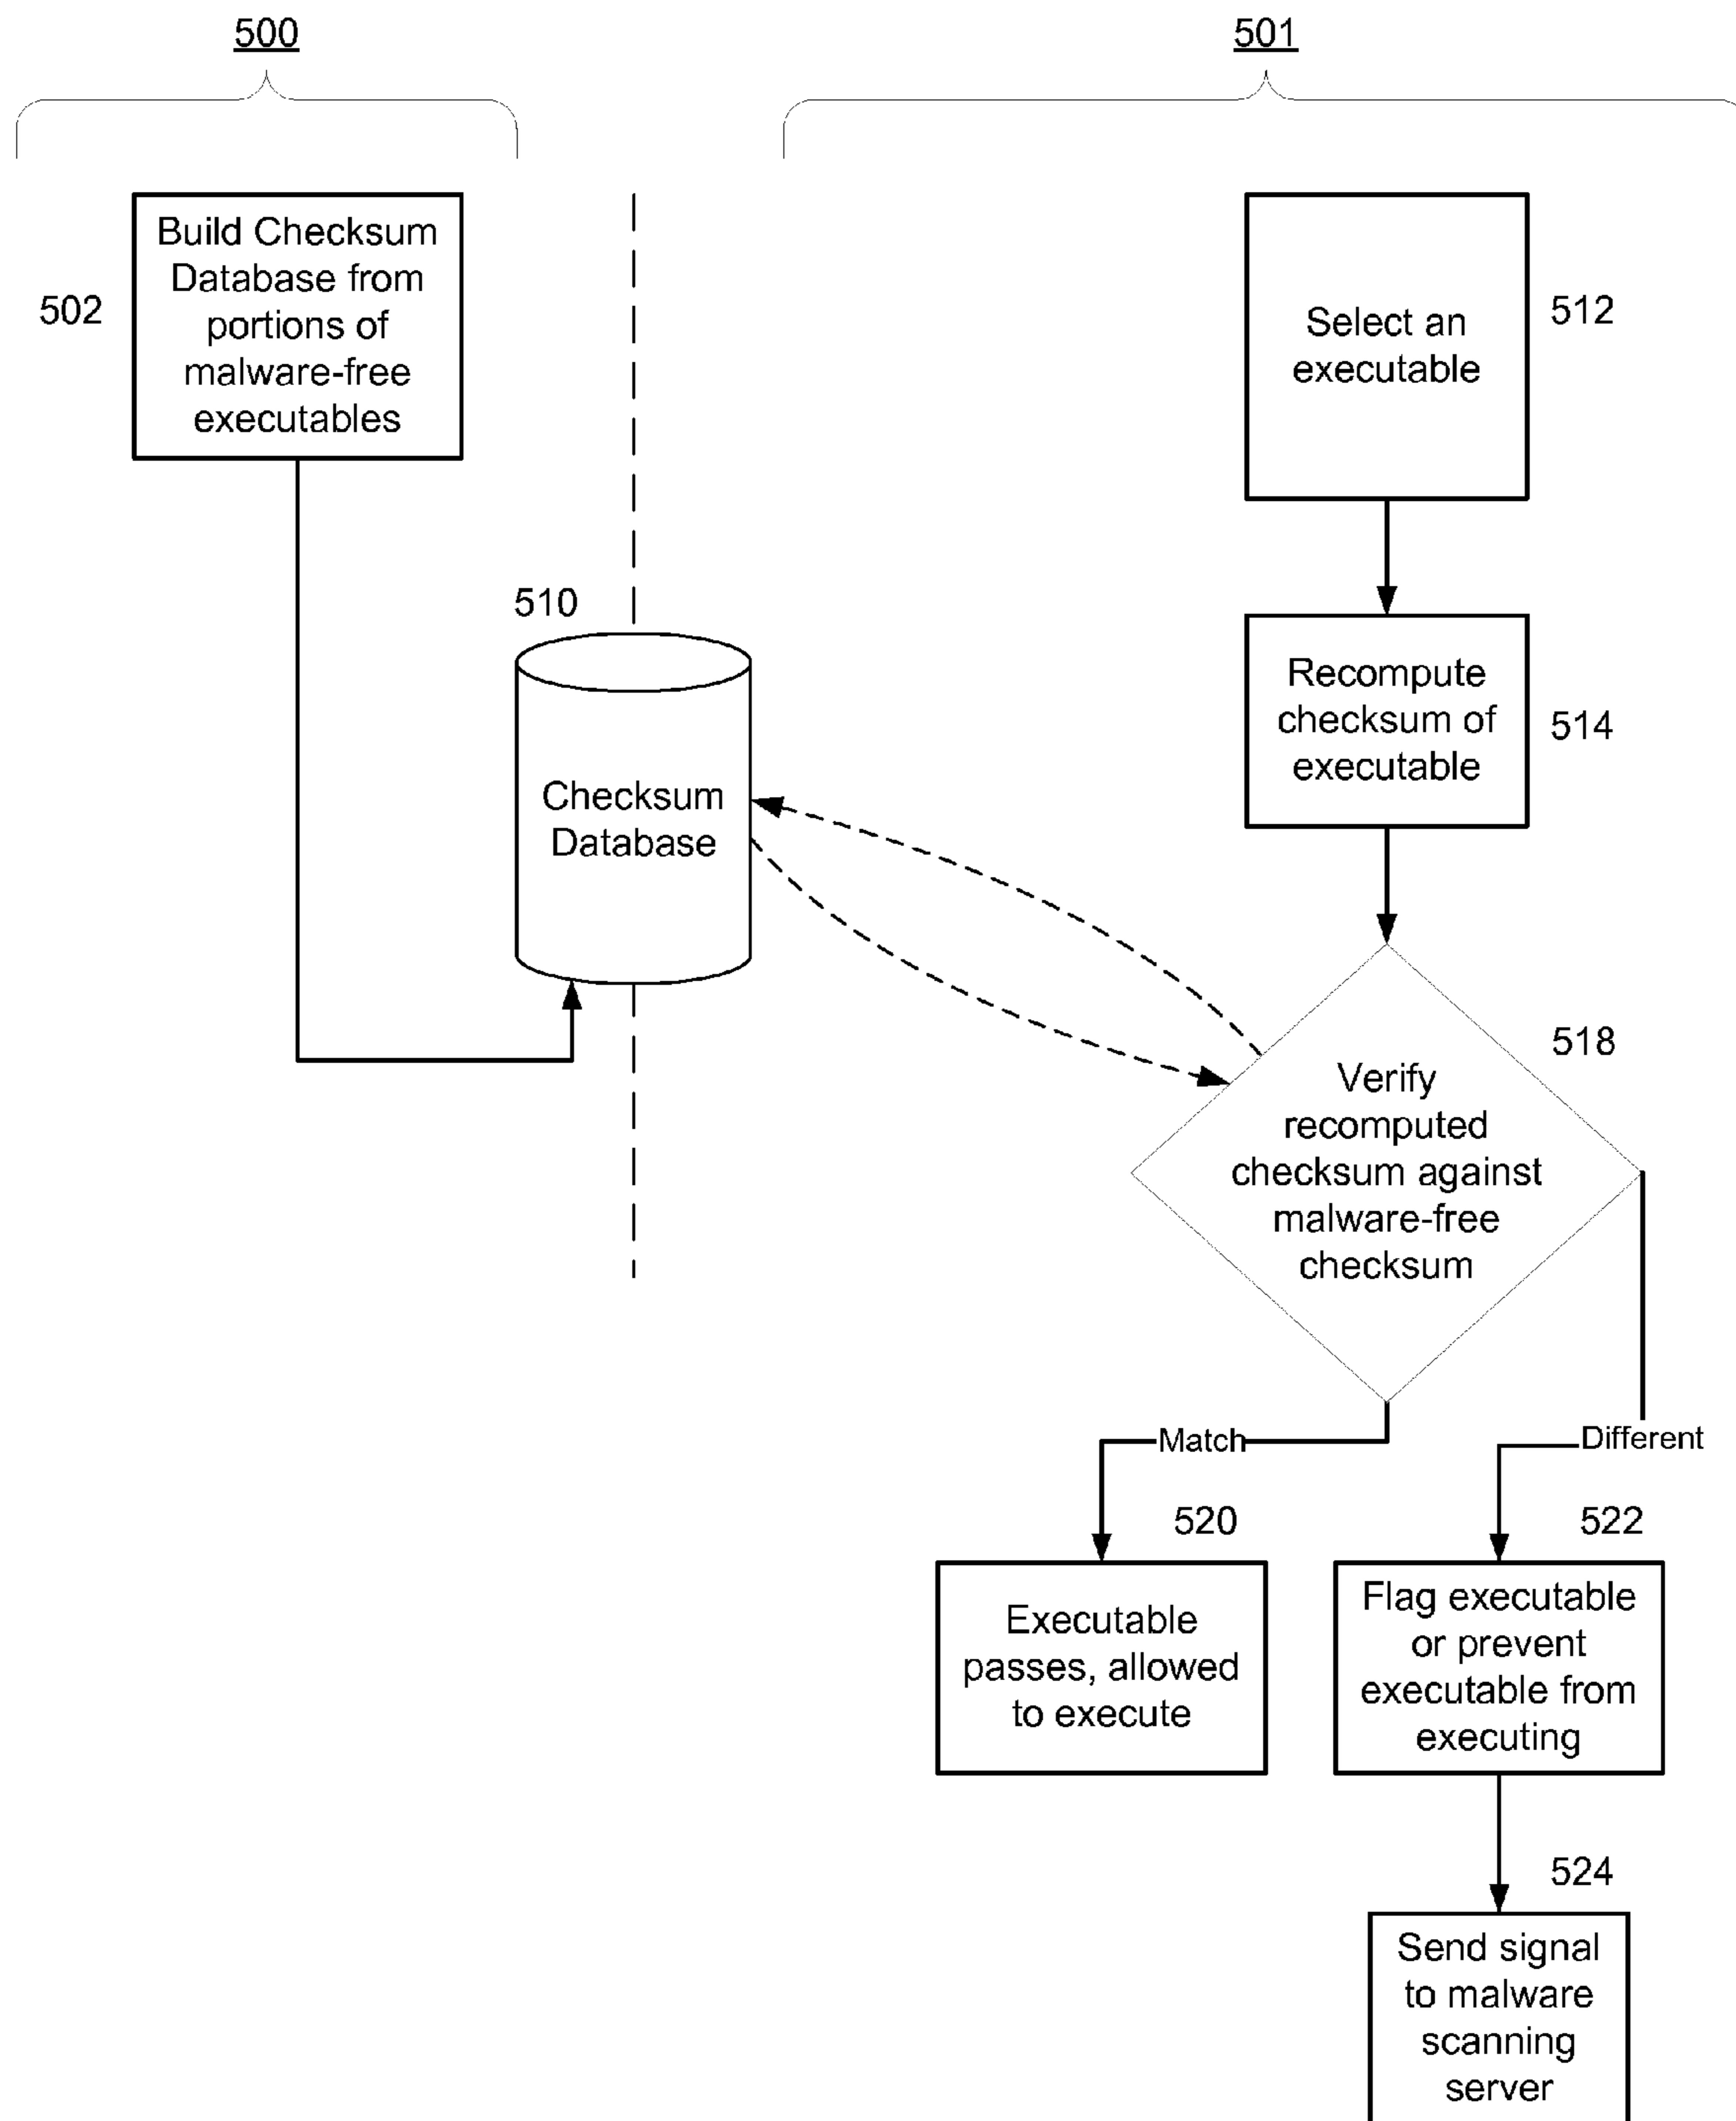 500
501
502
Build Checksum
Database from
portions of
malware-free
executables
Select an
executable
512
510
Checksum
Database
Recompute
checksum of
executable
514
518
Verify
recomputed
checksum against
malware-free
checksum
Match
Different
520
522
Executable
passes, allowed
to execute
Flag executable
or prevent
executable from
executing
524
Send signal
to malware
scanning
server